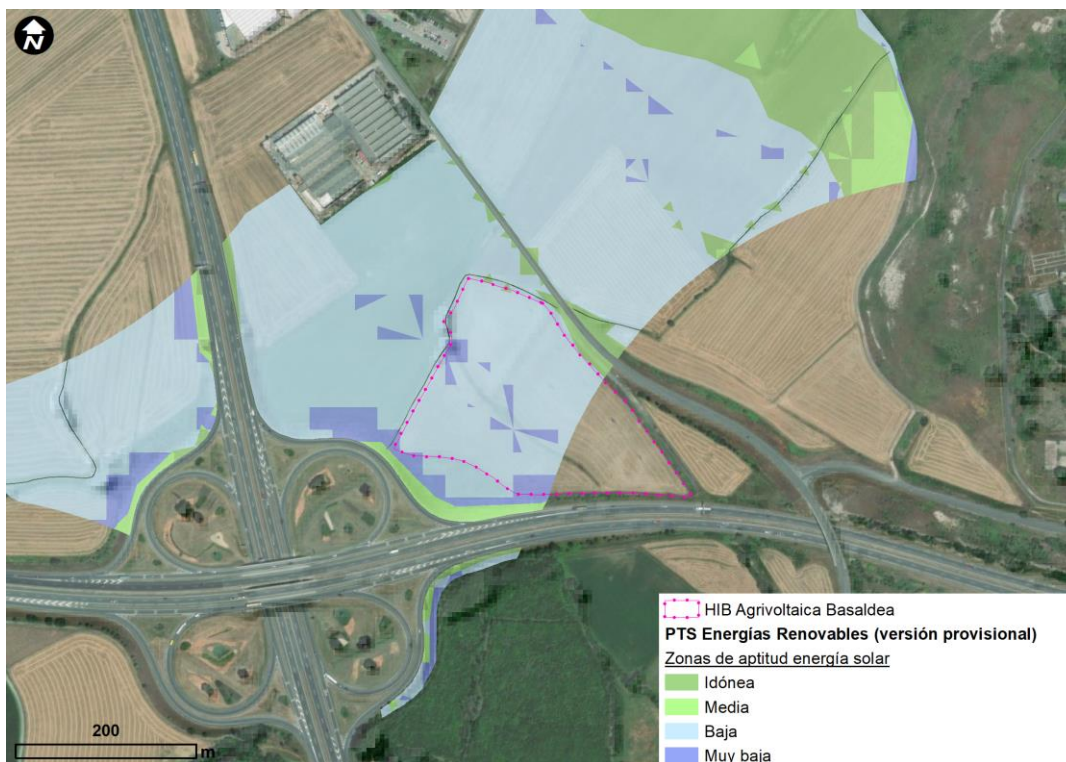 N
HIB Agrivoltaica Basaldea
PTS Energías Renovables (versión provisional)
Zonas de aptitud energía solar
Idónea
Media
Baja
Muy baja
200
m